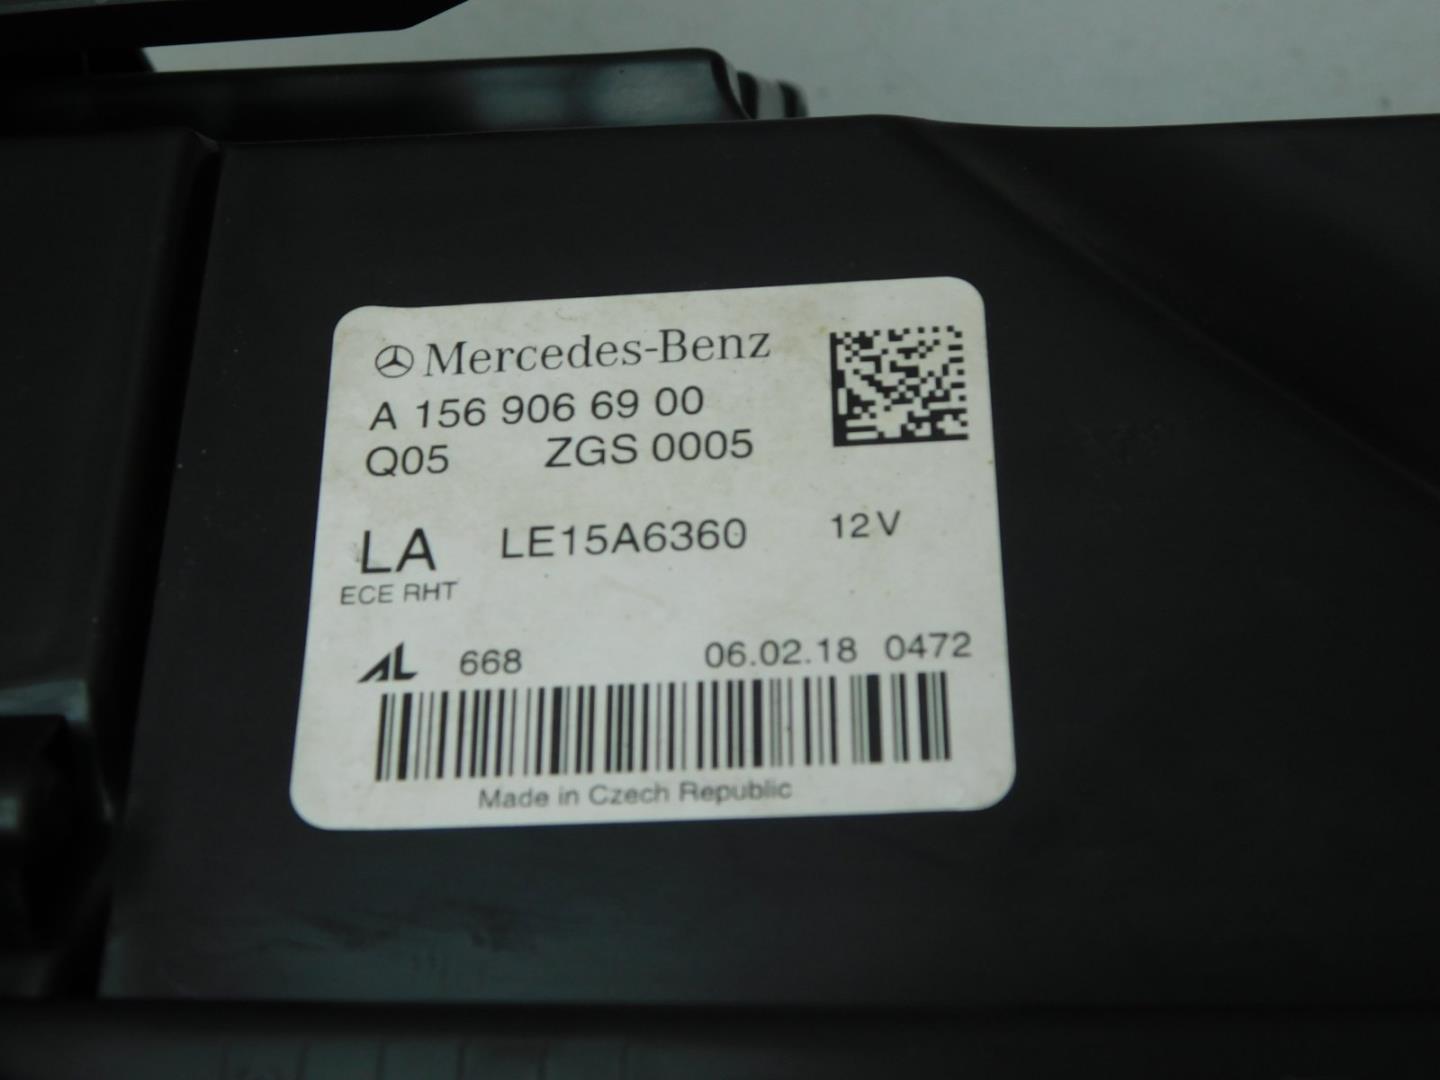 Mercedes-Benz
A 156 906 69 00
Q05 ZGS 0005
LA LE15A6360 12V
ECE RHT
AL 668 06.02.18 0472
Made in Czech Republic